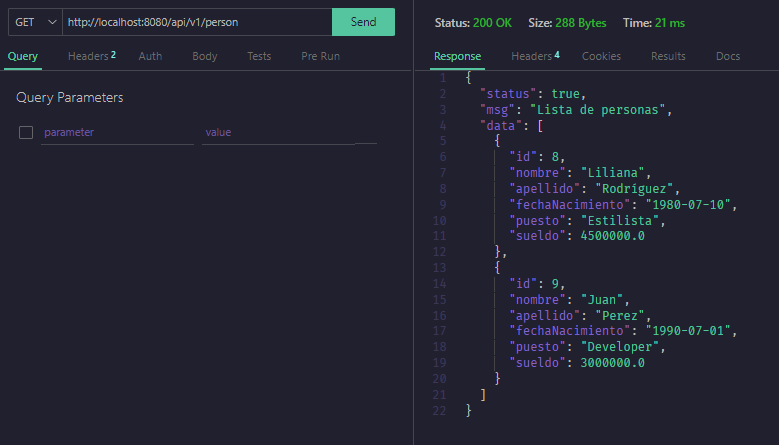 GET http://localhost:8080/api/v1/person Send
Query Headers 2 Auth Body Tests Pre Run
Query Parameters
parameter value
Status: 200 OK Size: 288 Bytes Time: 21 ms
Response Headers 4 Cookies Results Docs
1 {
2 "status": true,
3 "msg": "Lista de personas",
4 "data": [
5 {
6 "id": 8,
7 "nombre": "Liliana",
8 "apellido": "Rodríguez",
9 "fechaNacimiento": "1980-07-10",
10 "puesto": "Estilista",
11 "sueldo": 4500000.0
12 },
13 {
14 "id": 9,
15 "nombre": "Juan",
16 "apellido": "Perez",
17 "fechaNacimiento": "1990-07-01",
18 "puesto": "Developer",
19 "sueldo": 3000000.0
20 }
21 ]
22 }